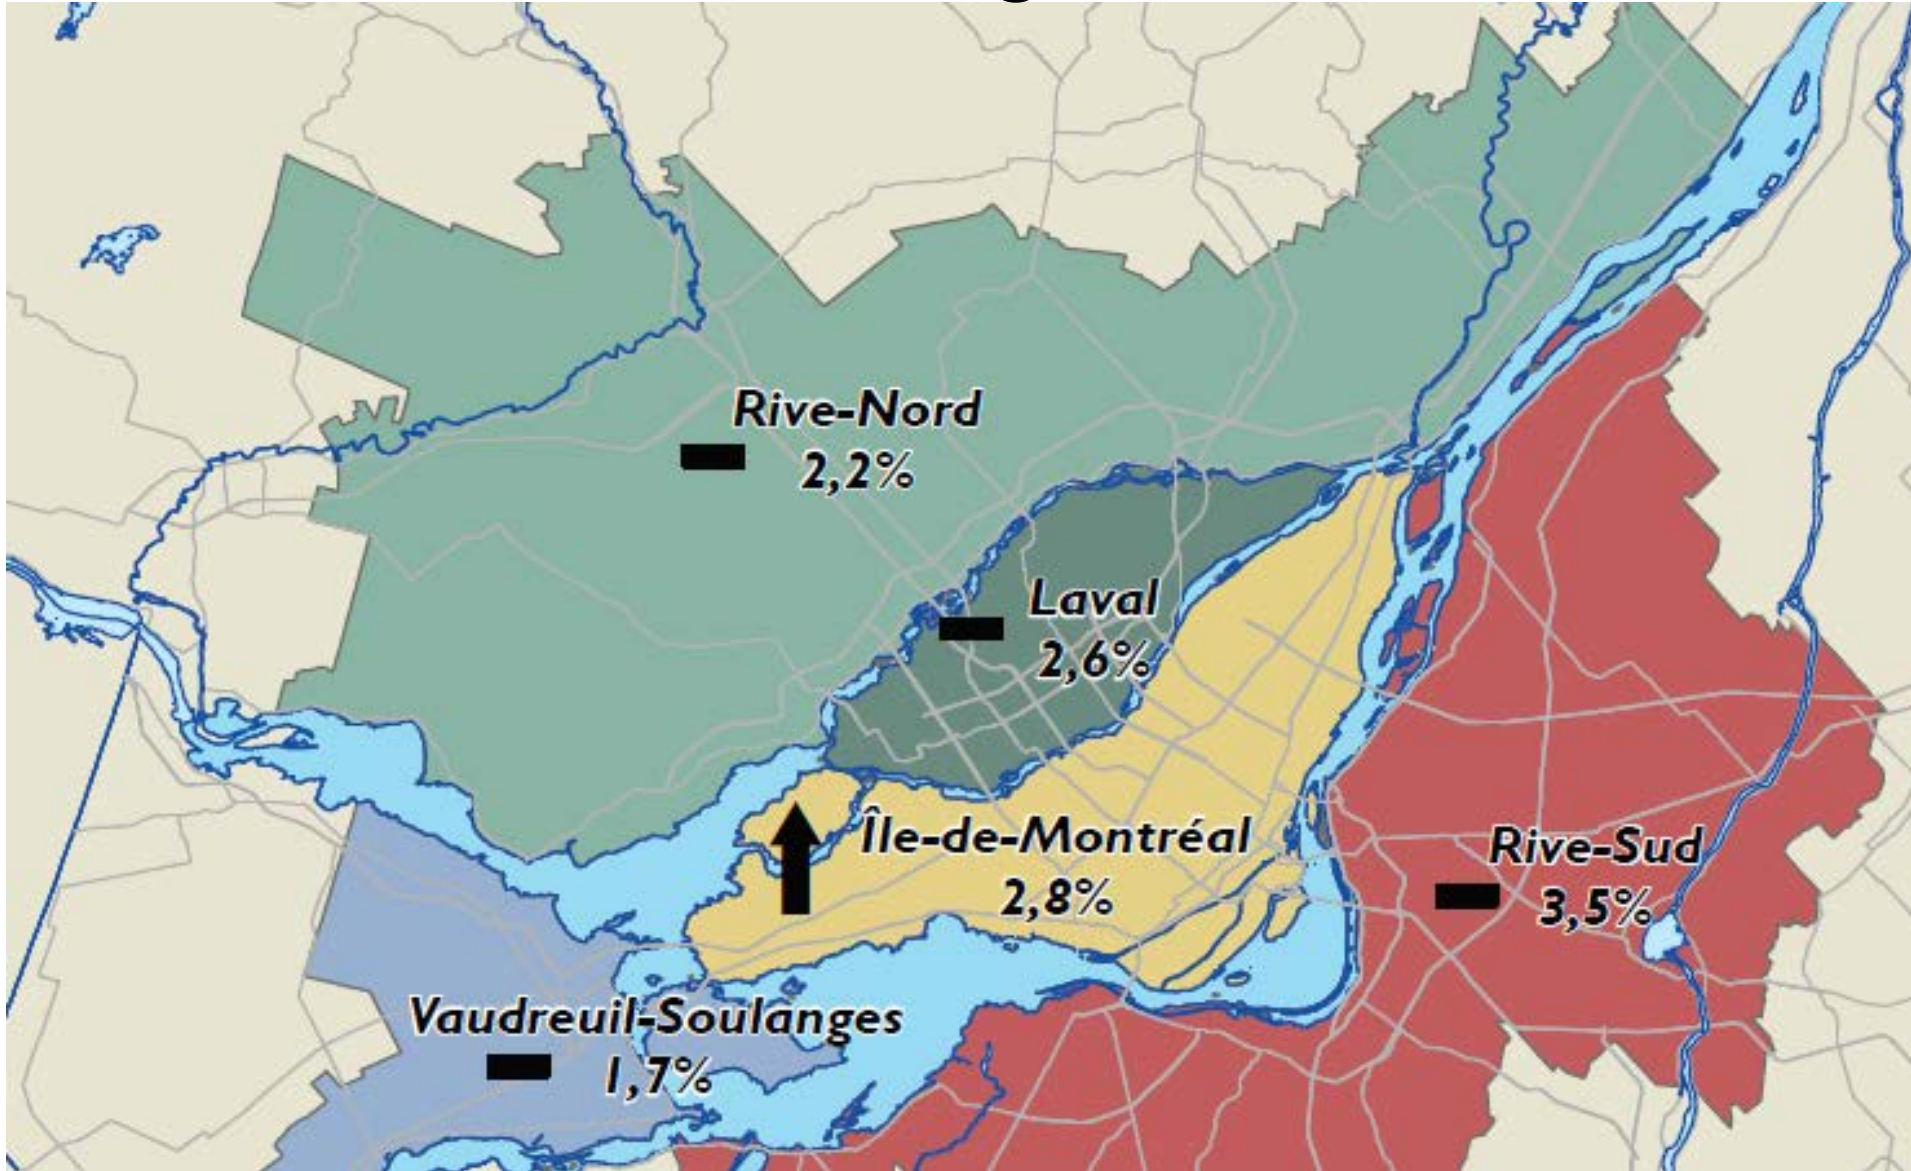 Rive-Nord
2,2%
Laval
2,6%
Île-de-Montréal
2,8%
Rive-Sud
3,5%
Vaudreuil-Soulanges
1,7%